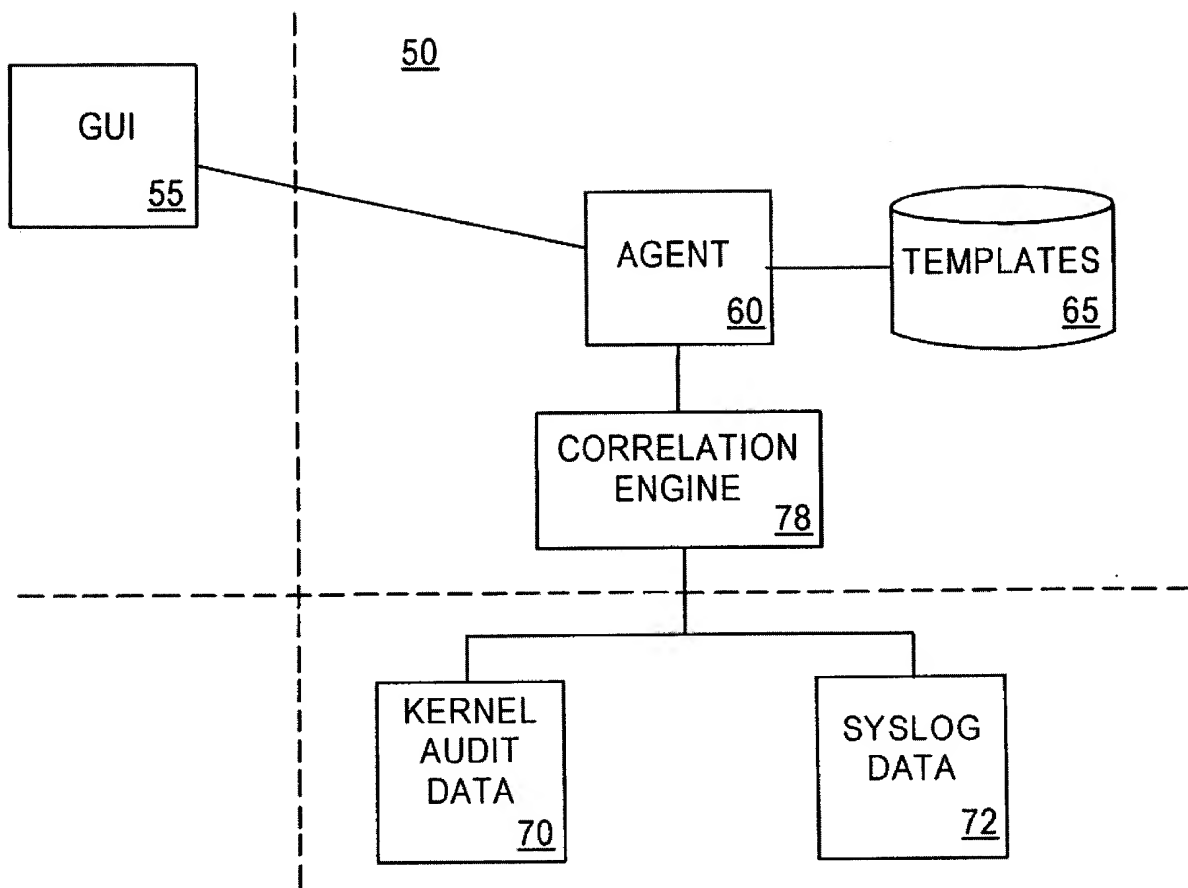 50
GUI
55
AGENT
60
TEMPLATES
65
CORRELATION
ENGINE
78
KERNEL
AUDIT
DATA
70
SYSLOG
DATA
72